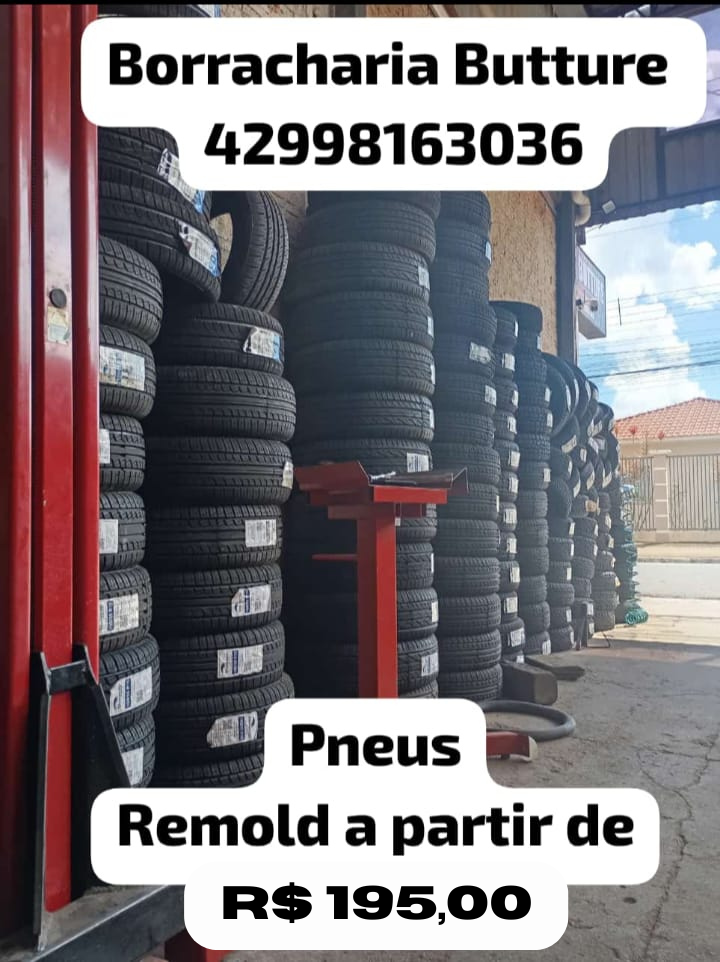 Borracharia Butture
42998163036
Pneus
Remold a partir de
R$ 195,00